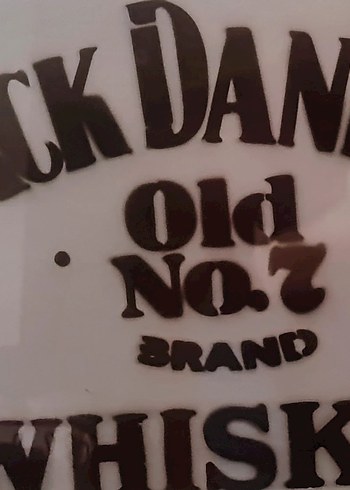 CK DAN
Old
No.7
BRAND
WHISK